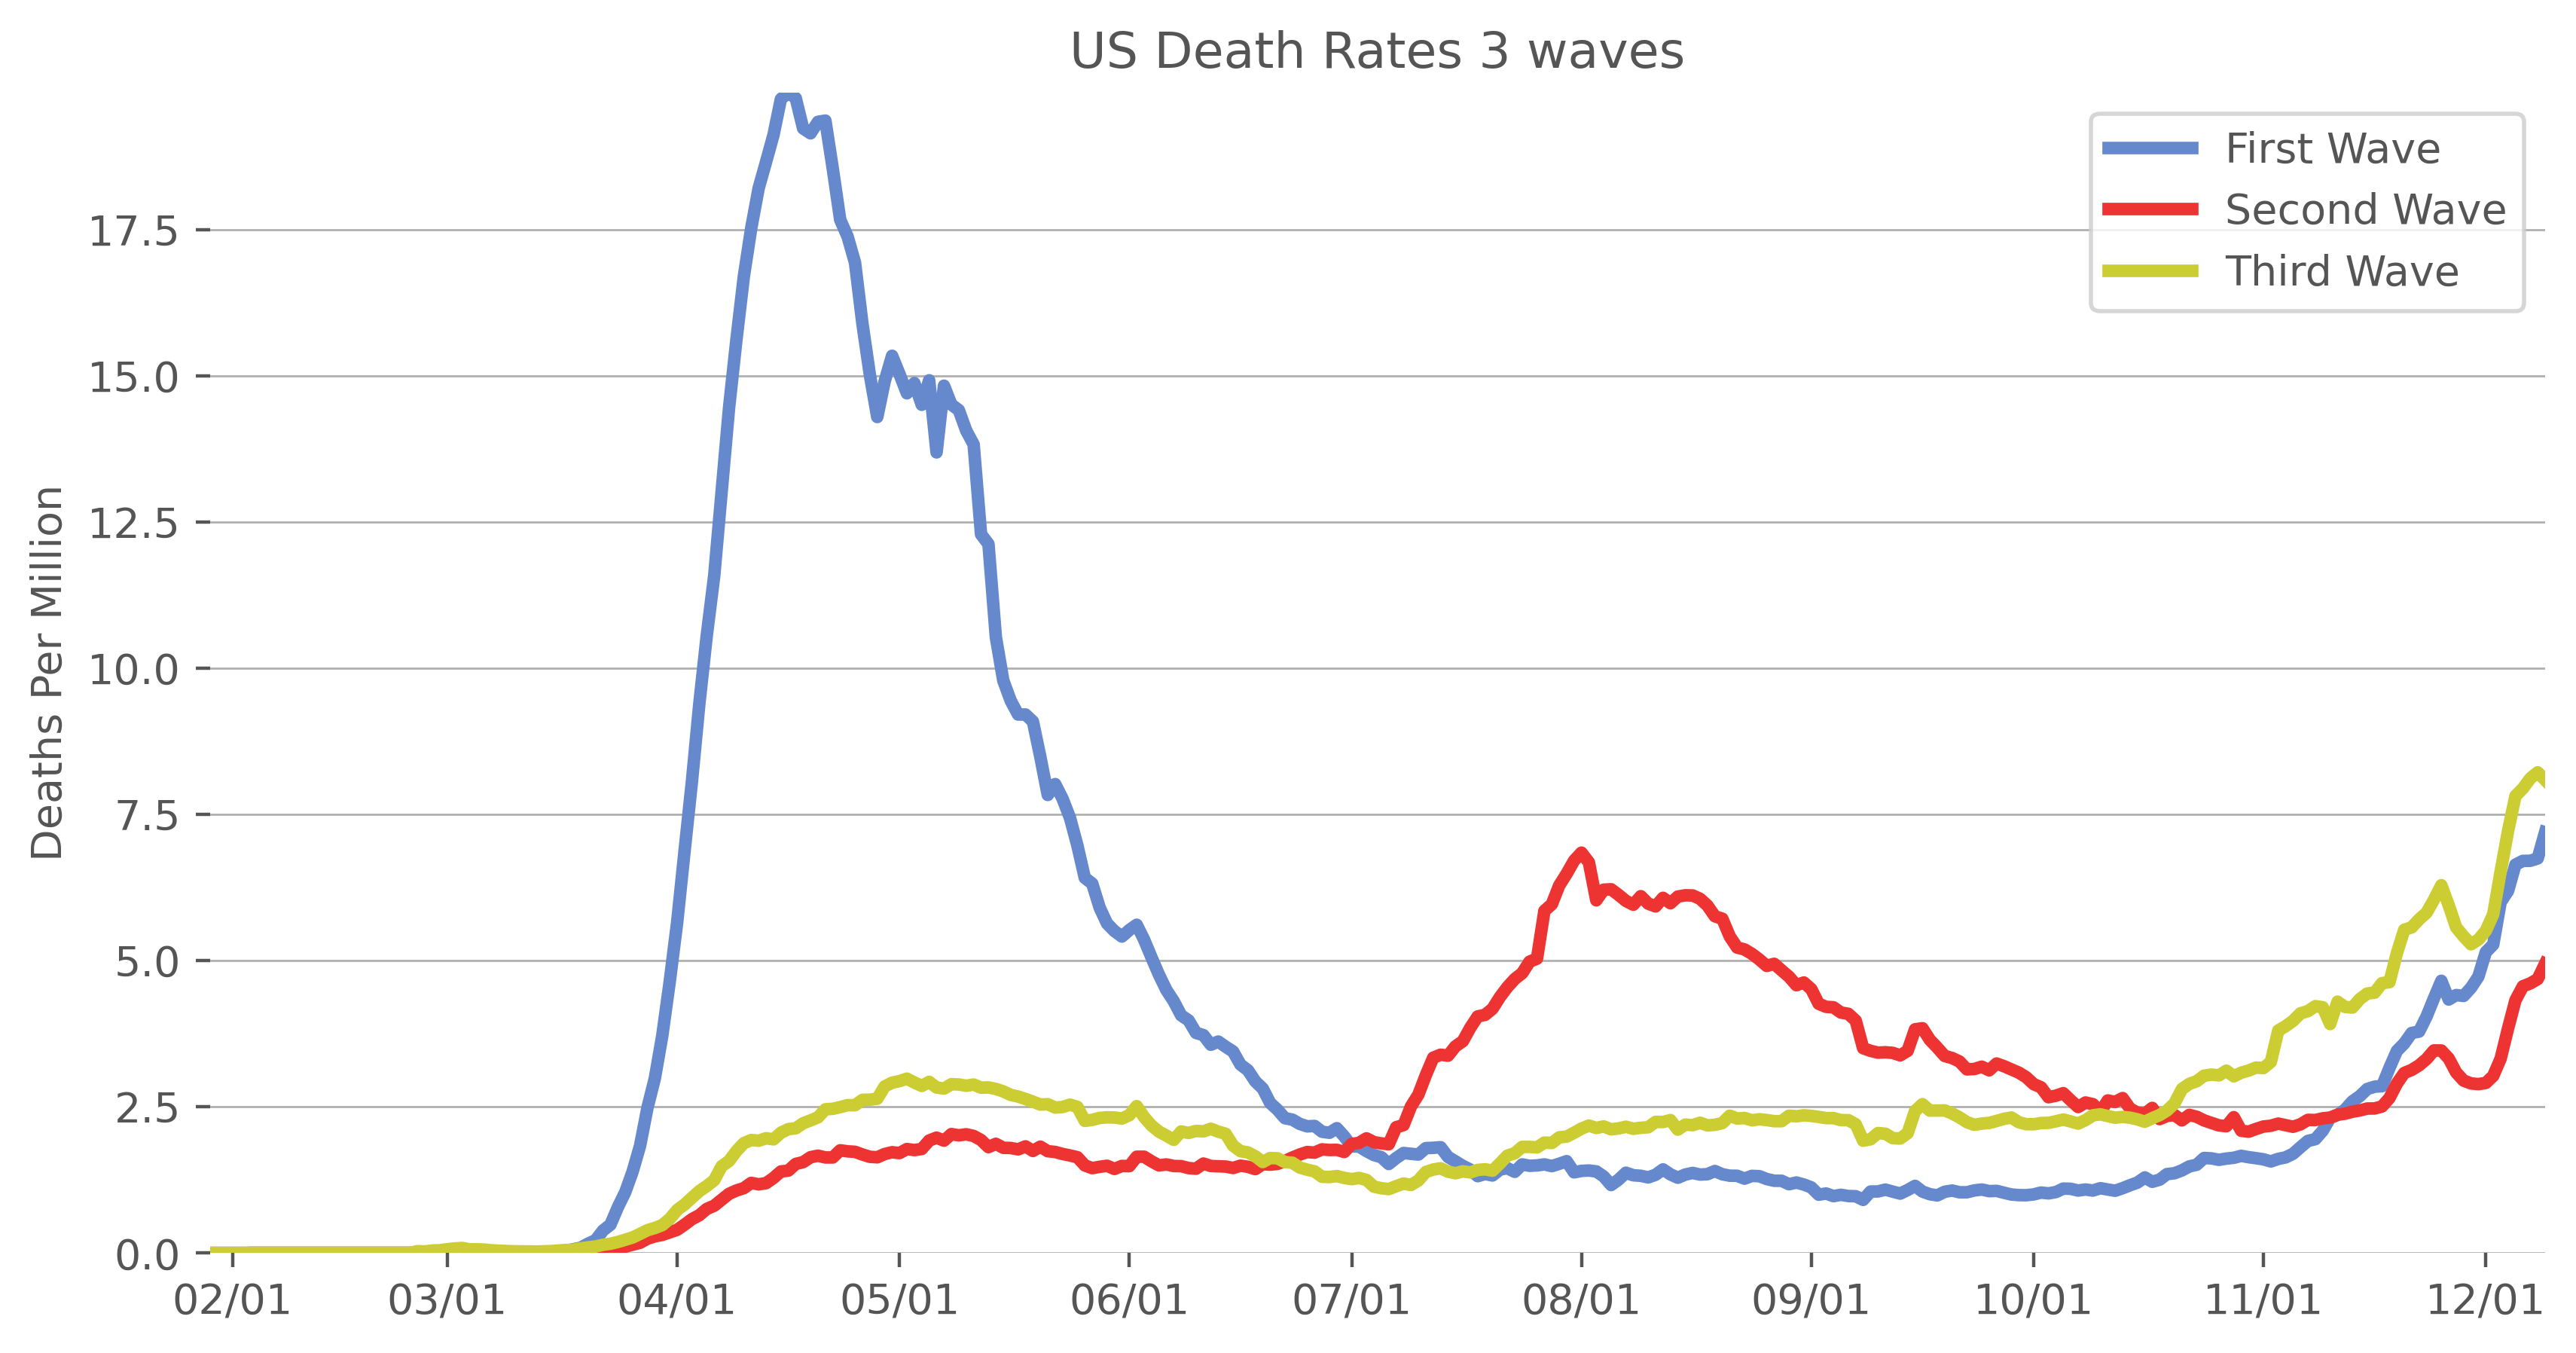 US Death Rates 3 waves
First Wave
Second Wave
Third Wave
Deaths Per Million
17.5
15.0
12.5
10.0
7.5
5.0
2.5
0.0
02/01 03/01 04/01 05/01 06/01 07/01 08/01 09/01 10/01 11/01 12/01